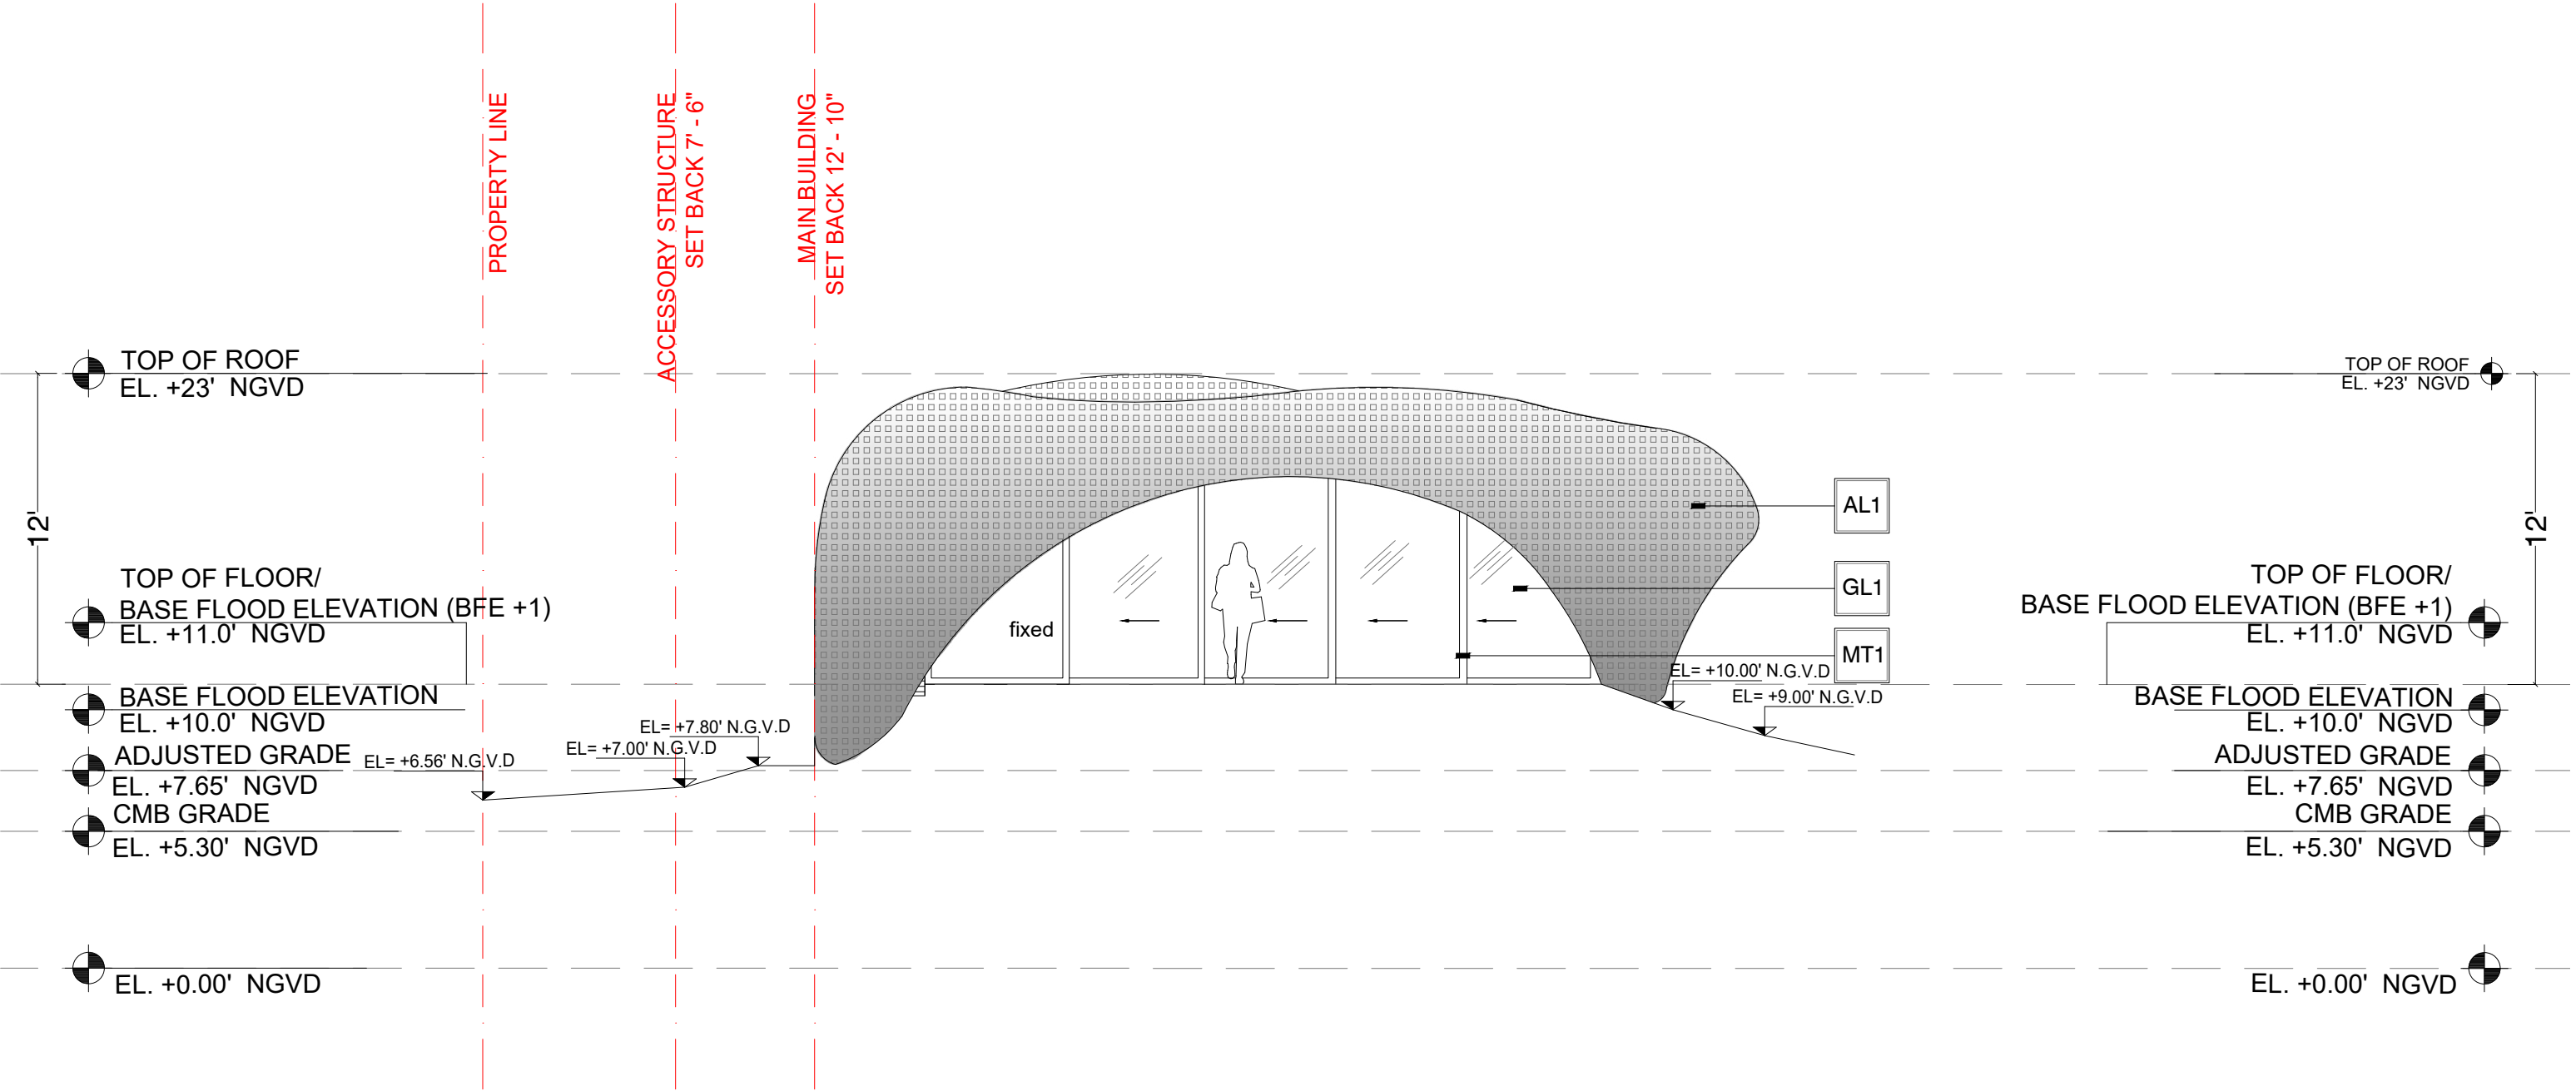 PROPERTY LINE
ACCESSORY STRUCTURE
SET BACK 7' - 6"
MAIN BUILDING
SET BACK 12' - 10"
TOP OF ROOF
EL. +23' NGVD
12'
TOP OF FLOOR/
BASE FLOOD ELEVATION (BFE +1)
EL. +11.0' NGVD
BASE FLOOD ELEVATION
EL. +10.0' NGVD
ADJUSTED GRADE
EL. +7.65' NGVD
CMB GRADE
EL. +5.30' NGVD
EL. +0.00' NGVD
EL= +6.56' N.G.V.D
EL= +7.00' N.G.V.D
EL= +7.80' N.G.V.D
fixed
AL1
GL1
MT1
EL= +10.00' N.G.V.D
EL= +9.00' N.G.V.D
TOP OF ROOF
EL. +23' NGVD
12'
TOP OF FLOOR/
BASE FLOOD ELEVATION (BFE +1)
EL. +11.0' NGVD
BASE FLOOD ELEVATION
EL. +10.0' NGVD
ADJUSTED GRADE
EL. +7.65' NGVD
CMB GRADE
EL. +5.30' NGVD
EL. +0.00' NGVD